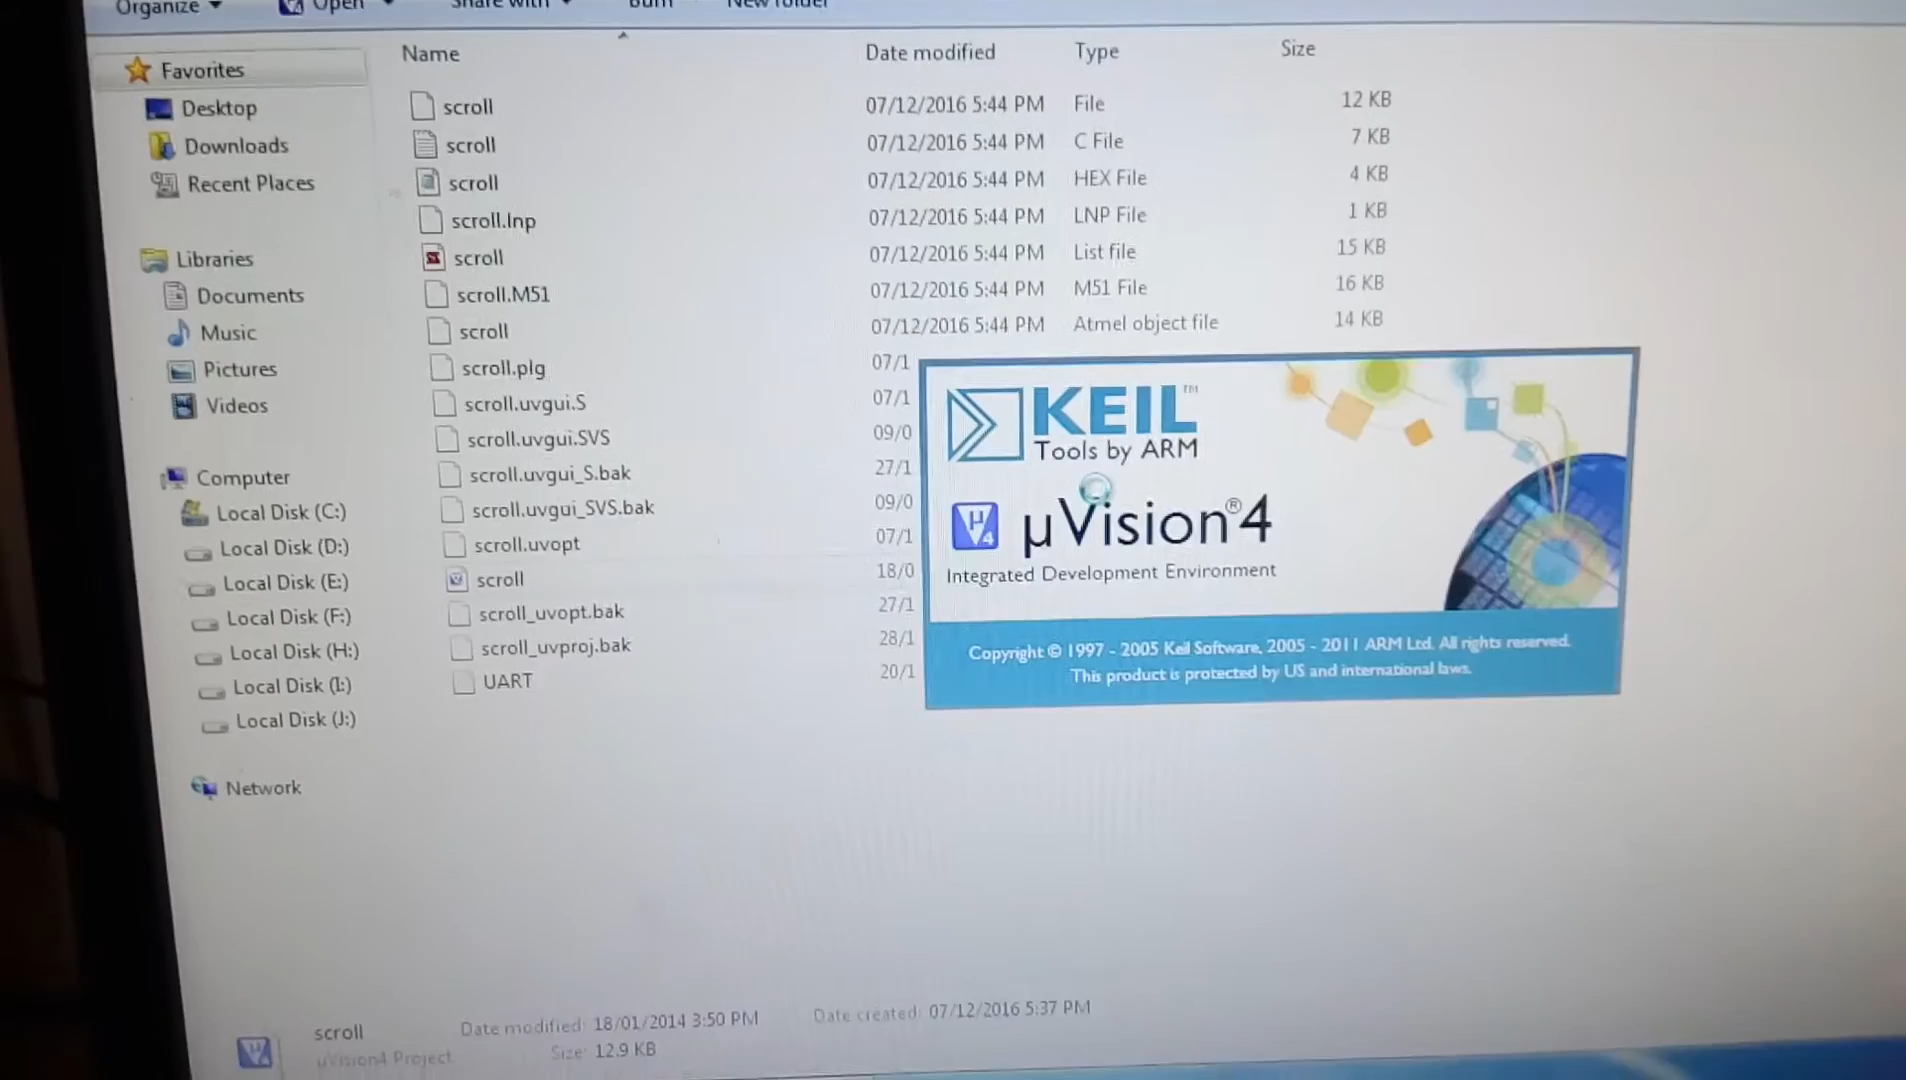 Organize Open Share with Burn New folder
Name Date modified Type Size
Favorites
Desktop
Downloads
Recent Places
Libraries
Documents
Music
Pictures
Videos
Computer
Local Disk (C:)
Local Disk (D:)
Local Disk (E:)
Local Disk (F:)
Local Disk (H:)
Local Disk (I:)
Local Disk (J:)
Network
scroll 07/12/2016 5:44 PM File 12 KB
scroll 07/12/2016 5:44 PM C File 7 KB
scroll 07/12/2016 5:44 PM HEX File 4 KB
scroll.lnp 07/12/2016 5:44 PM LNP File 1 KB
scroll 07/12/2016 5:44 PM List file 15 KB
scroll.M51 07/12/2016 5:44 PM M51 File 16 KB
scroll 07/12/2016 5:44 PM Atmel object file 14 KB
scroll.plg 07/1
scroll.uvgui.S 07/1
scroll.uvgui.SVS 09/0
scroll.uvgui_S.bak 27/1
scroll.uvgui_SVS.bak 09/0
scroll.uvopt 07/1
scroll 18/0
scroll_uvopt.bak 27/1
scroll_uvproj.bak 28/1
UART 20/1
KEIL™
Tools by ARM
µVision®4
Integrated Development Environment
Copyright © 1997 - 2005 Keil Software, 2005 - 2011 ARM Ltd. All rights reserved.
This product is protected by US and international laws.
scroll Date modified: 18/01/2014 3:50 PM Date created: 07/12/2016 5:37 PM
µVision4 Project Size: 12.9 KB